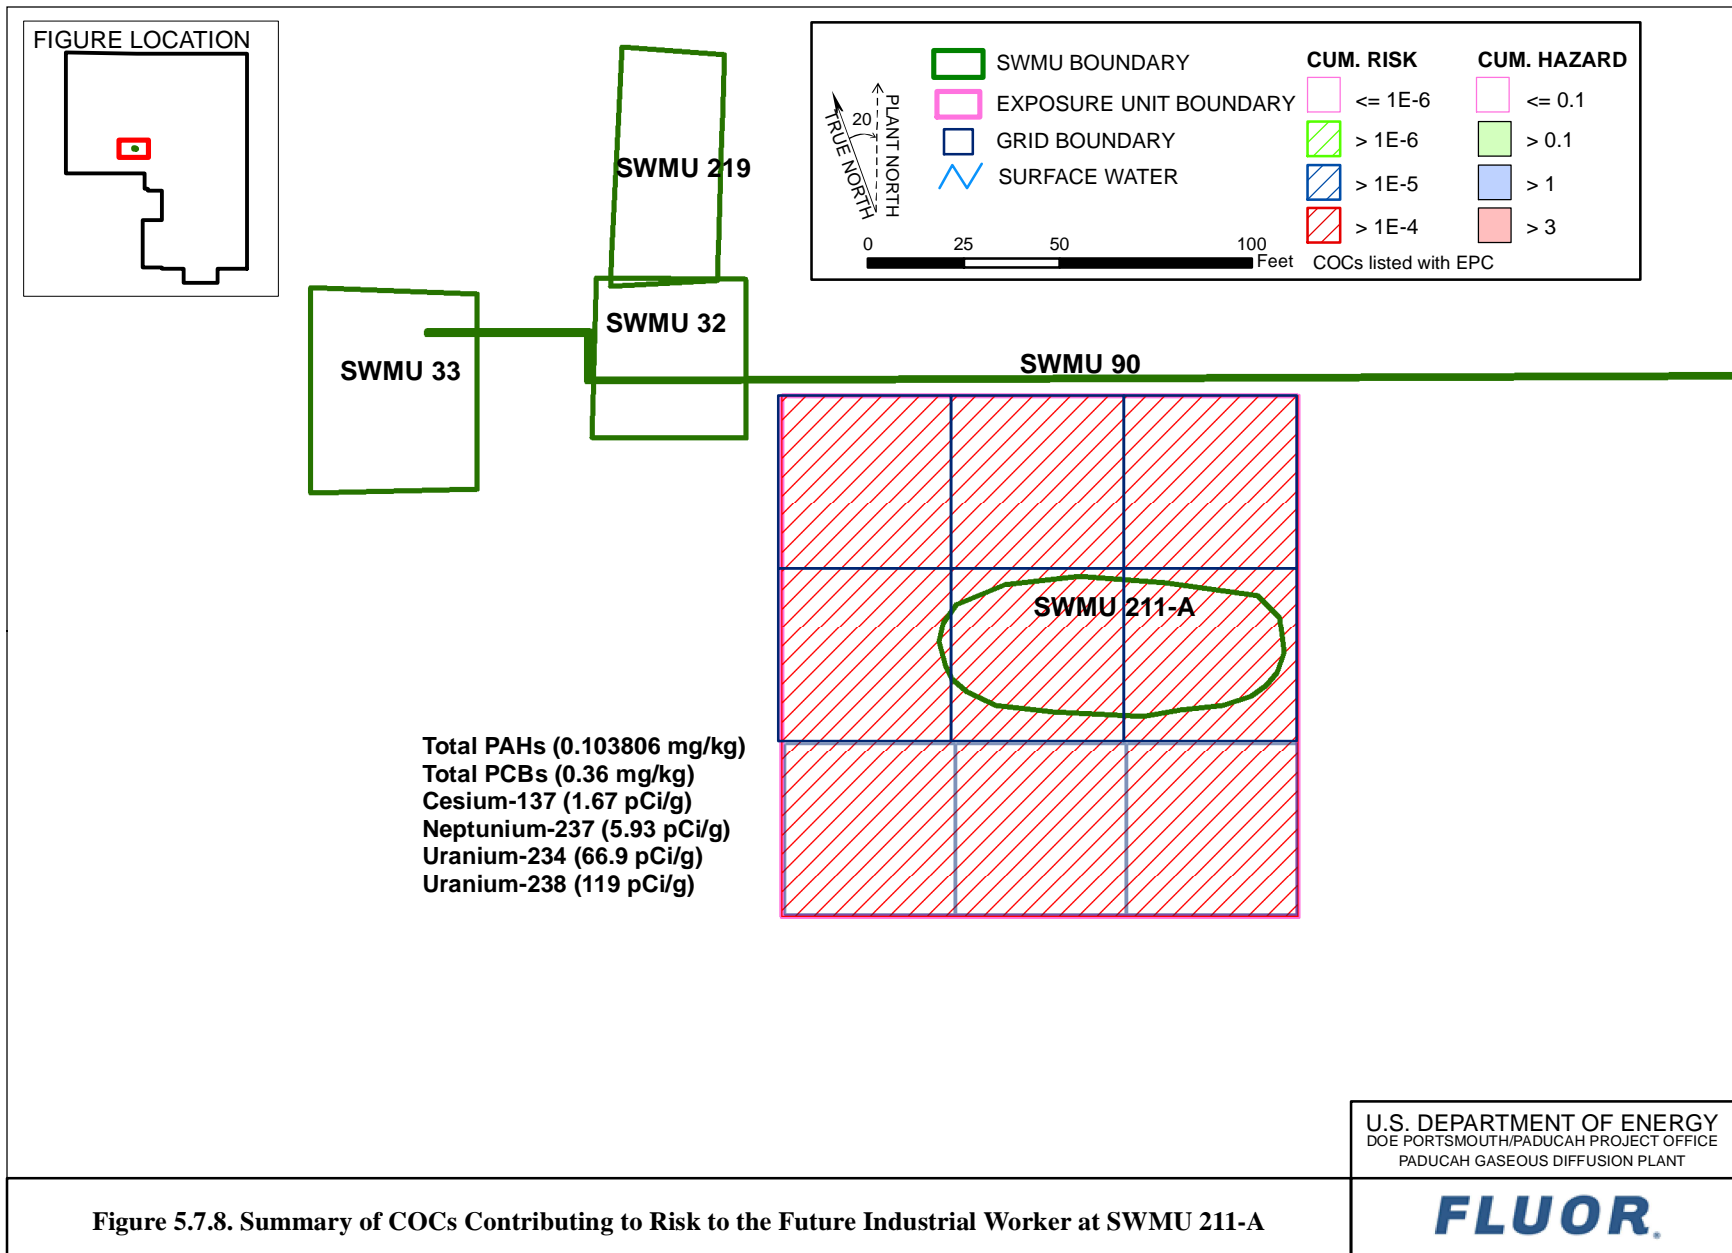 FIGURE LOCATION
SWMU BOUNDARY
EXPOSURE UNIT BOUNDARY
GRID BOUNDARY
SURFACE WATER
TRUE NORTH
20
PLANT NORTH
CUM. RISK
<= 1E-6
> 1E-6
> 1E-5
> 1E-4
CUM. HAZARD
<= 0.1
> 0.1
> 1
> 3
0 25 50 100
Feet
COCs listed with EPC
SWMU 219
SWMU 32
SWMU 33
SWMU 90
SWMU 211-A
Total PAHs (0.103806 mg/kg)
Total PCBs (0.36 mg/kg)
Cesium-137 (1.67 pCi/g)
Neptunium-237 (5.93 pCi/g)
Uranium-234 (66.9 pCi/g)
Uranium-238 (119 pCi/g)
U.S. DEPARTMENT OF ENERGY
DOE PORTSMOUTH/PADUCAH PROJECT OFFICE
PADUCAH GASEOUS DIFFUSION PLANT
Figure 5.7.8. Summary of COCs Contributing to Risk to the Future Industrial Worker at SWMU 211-A
FLUOR.